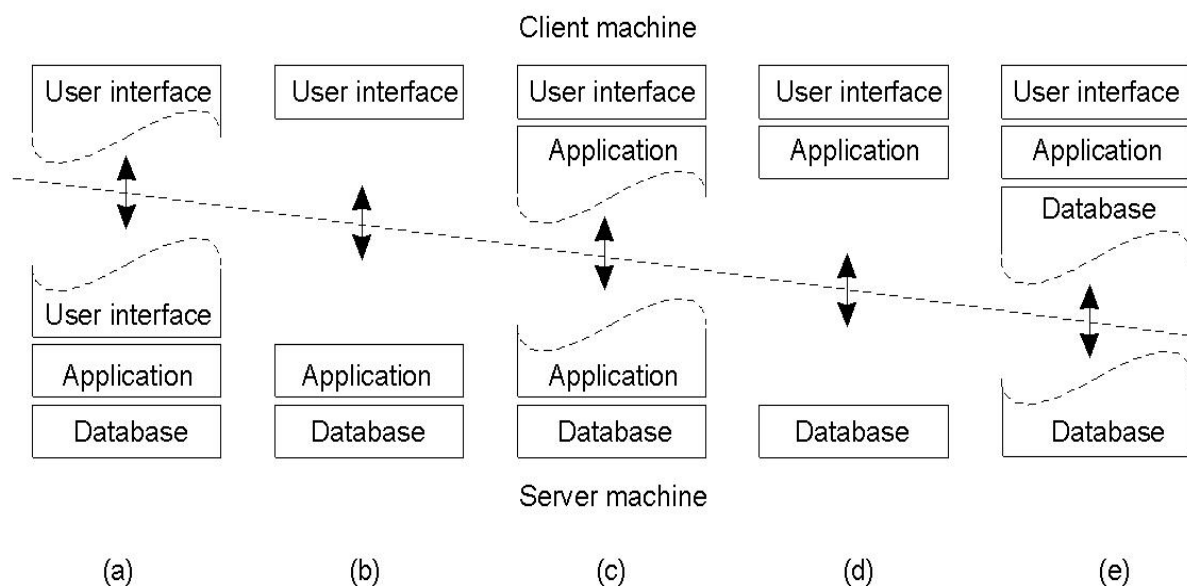 Client machine
User interface User interface User interface User interface User interface
Application Application Application
Database
User interface
Application Application Application
Database Database Database Database Database
Server machine
(a) (b) (c) (d) (e)